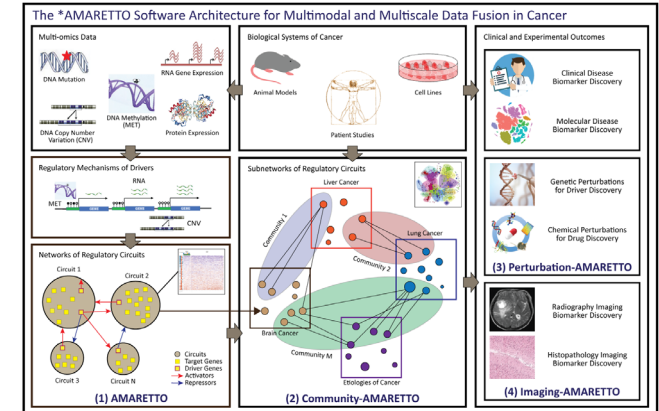 The *AMARETTO Software Architecture for Multimodal and Multiscale Data Fusion in Cancer
Multi-omics Data
DNA Mutation
RNA Gene Expression
DNA Methylation
(MET)
DNA Copy Number
Variation (CNV)
Protein Expression
Biological Systems of Cancer
Animal Models
Patient Studies
Cell Lines
Clinical and Experimental Outcomes
Clinical Disease
Biomarker Discovery
Molecular Disease
Biomarker Discovery
Regulatory Mechanisms of Drivers
RNA
MET
CNV
Networks of Regulatory Circuits
Circuit 1
Circuit 2
Circuit 3
Circuit N
Circuits
Target Genes
Driver Genes
Activators
Repressors
(1) AMARETTO
Subnetworks of Regulatory Circuits
Liver Cancer
Community 1
Lung Cancer
Community 2
Brain Cancer
Community M
Etiologies of Cancer
(2) Community-AMARETTO
Genetic Perturbations
for Driver Discovery
Chemical Perturbations
for Drug Discovery
(3) Perturbation-AMARETTO
Radiography Imaging
Biomarker Discovery
Histopathology Imaging
Biomarker Discovery
(4) Imaging-AMARETTO